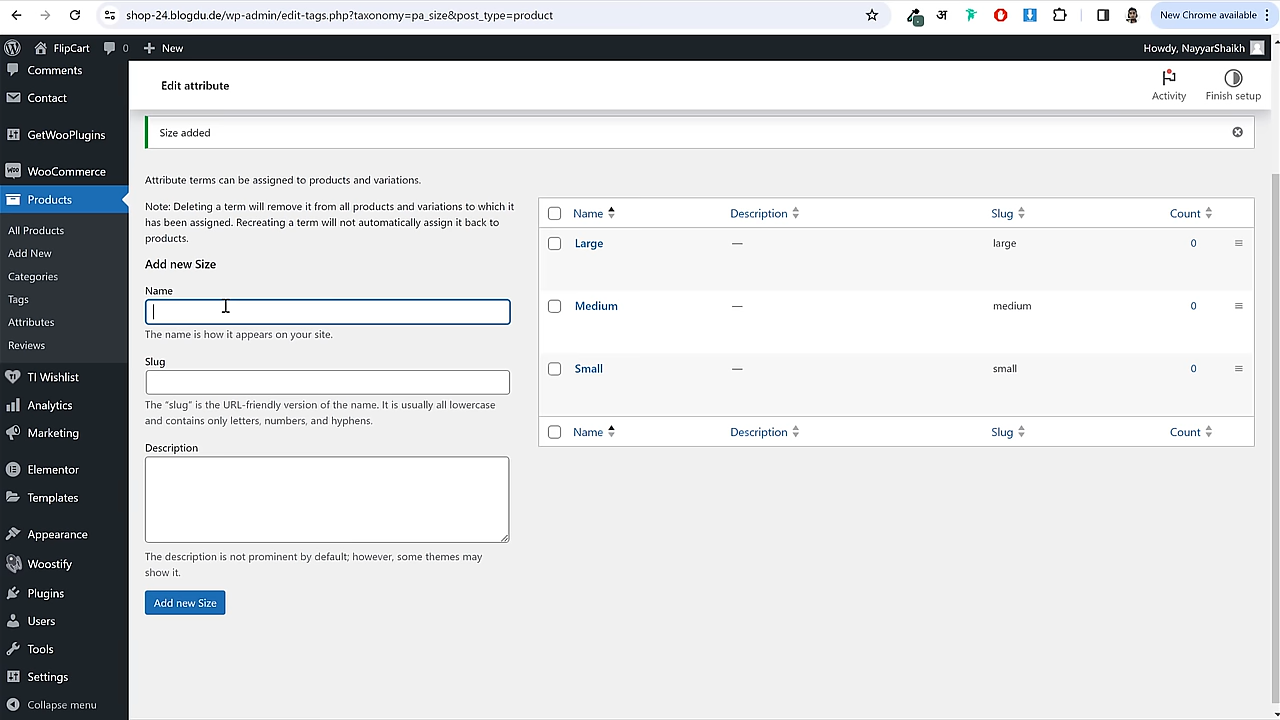 shop-24.blogdu.de/wp-admin/edit-tags.php?taxonomy=pa_size&post_type=product
अ
New Chrome available
FlipCart
0
New
Howdy, NayyarShaikh
Comments
Contact
GetWooPlugins
WooCommerce
Products
All Products
Add New
Categories
Tags
Attributes
Reviews
TI Wishlist
Analytics
Marketing
Elementor
Templates
Appearance
Woostify
Plugins
Users
Tools
Settings
Collapse menu
Edit attribute
Activity
Finish setup
Size added
Attribute terms can be assigned to products and variations.
Note: Deleting a term will remove it from all products and variations to which it
has been assigned. Recreating a term will not automatically assign it back to
products.
Add new Size
Name
The name is how it appears on your site.
Slug
The “slug” is the URL-friendly version of the name. It is usually all lowercase
and contains only letters, numbers, and hyphens.
Description
The description is not prominent by default; however, some themes may
show it.
Add new Size
Name Description Slug Count
Large — large 0
Medium — medium 0
Small — small 0
Name Description Slug Count